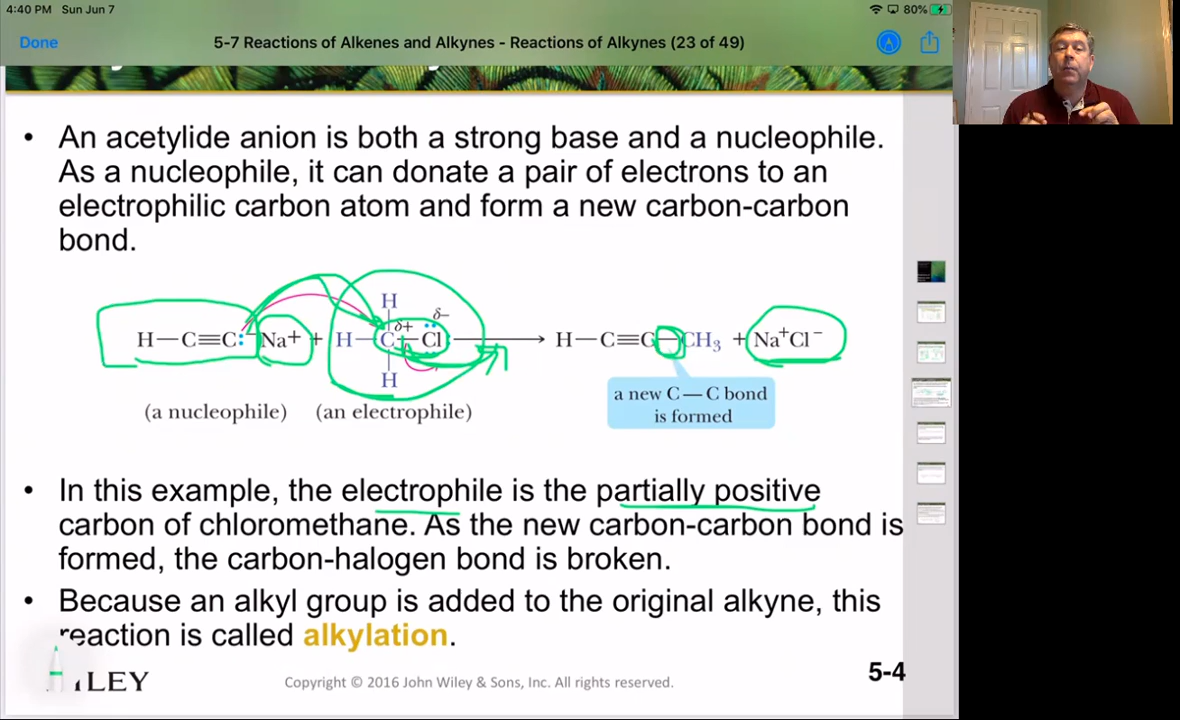 4:40 PM Sun Jun 7
80%
Done
5-7 Reactions of Alkenes and Alkynes - Reactions of Alkynes (23 of 49)
• An acetylide anion is both a strong base and a nucleophile.
As a nucleophile, it can donate a pair of electrons to an
electrophilic carbon atom and form a new carbon-carbon
bond.
H
δ+ δ−
H—C≡C:⁻ Na⁺ + H—C—Cl: ⟶ H—C≡C—CH₃ + Na⁺Cl⁻
H
(a nucleophile) (an electrophile)
a new C—C bond
is formed
• In this example, the electrophile is the partially positive
carbon of chloromethane. As the new carbon-carbon bond is
formed, the carbon-halogen bond is broken.
• Because an alkyl group is added to the original alkyne, this
reaction is called alkylation.
LEY
Copyright © 2016 John Wiley & Sons, Inc. All rights reserved.
5-4